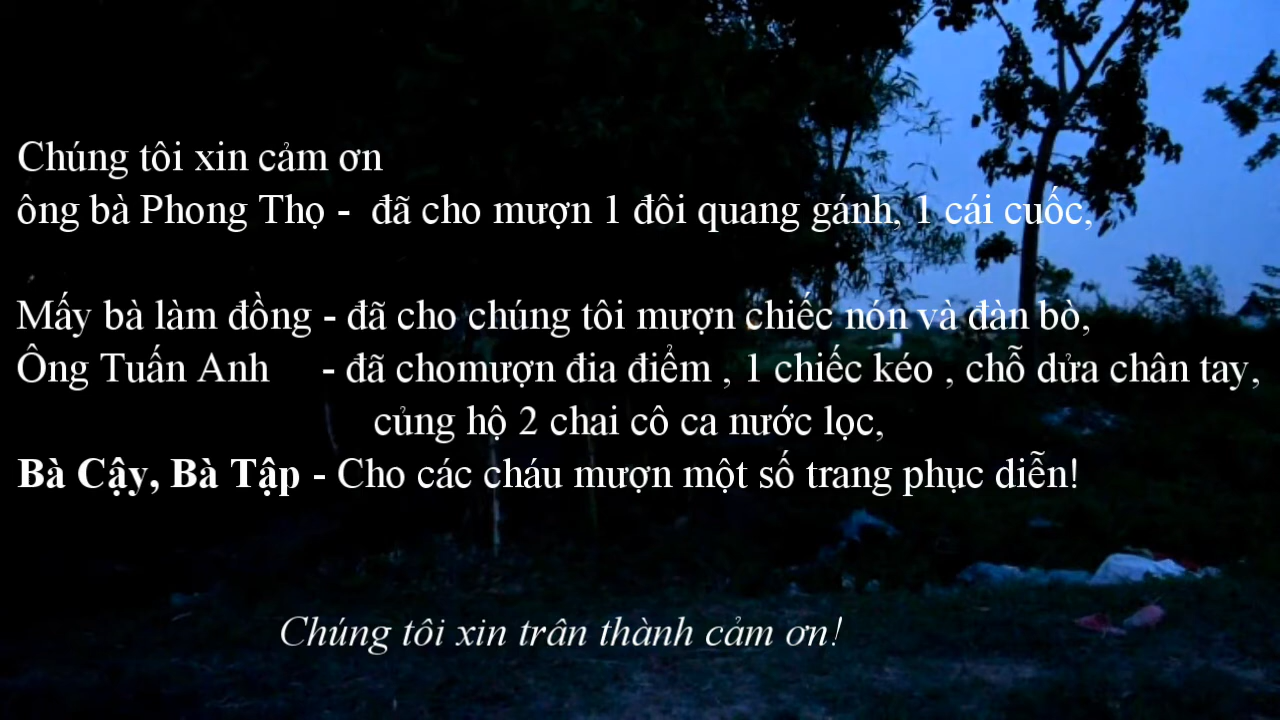 Chúng tôi xin cảm ơn
ông bà Phong Thọ - đã cho mượn 1 đôi quang gánh, 1 cái cuốc,
Mấy bà làm đồng - đã cho chúng tôi mượn chiếc nón và đàn bò,
Ông Tuấn Anh - đã chomượn đia điểm , 1 chiếc kéo , chỗ dửa chân tay,
củng hộ 2 chai cô ca nước lọc,
Bà Cậy, Bà Tập - Cho các cháu mượn một số trang phục diễn!
Chúng tôi xin trân thành cảm ơn!